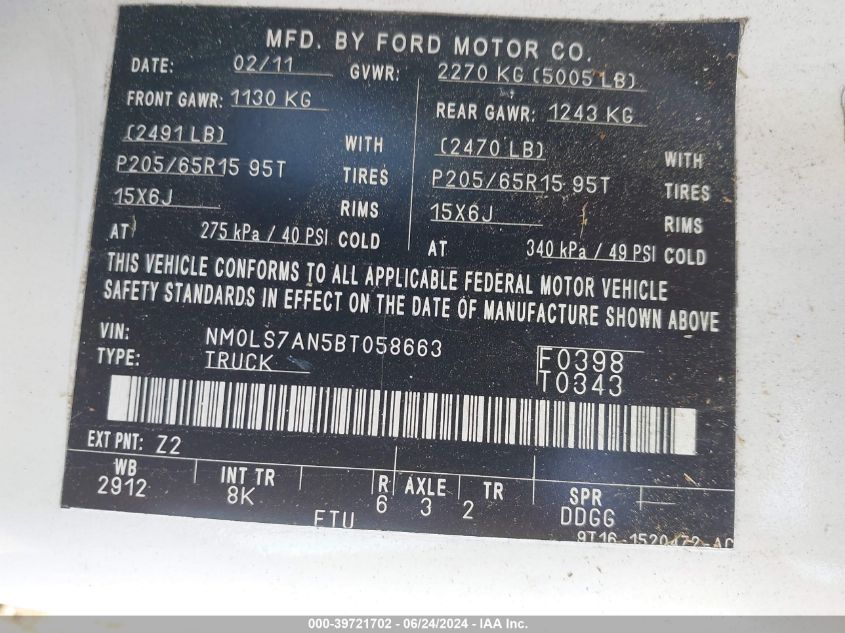 MFD. BY FORD MOTOR CO.
DATE: 02/11 GVWR: 2270 KG (5005 LB)
FRONT GAWR: 1130 KG REAR GAWR: 1243 KG
(2491 LB) WITH (2470 LB) WITH
P205/65R15 95T TIRES P205/65R15 95T TIRES
15X6J RIMS 15X6J RIMS
AT 275 kPa / 40 PSI COLD AT 340 kPa / 49 PSI COLD
THIS VEHICLE CONFORMS TO ALL APPLICABLE FEDERAL MOTOR VEHICLE
SAFETY STANDARDS IN EFFECT ON THE DATE OF MANUFACTURE SHOWN ABOVE
VIN: NM0LS7AN5BT058663
TYPE: TRUCK
F0398
T0343
EXT PNT: Z2
WB INT TR R AXLE TR SPR
2912 8K 6 3 2 DDGG
FTU
9T16-1520472-AC
000-39721702 - 06/24/2024 - IAA Inc.